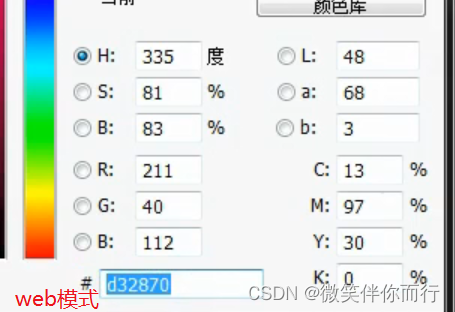 当前
颜色库
H: 335 度 L: 48
S: 81 % a: 68
B: 83 % b: 3
R: 211 C: 13 %
G: 40 M: 97 %
B: 112 Y: 30 %
# d32870 K: 0 %
web模式
CSDN @微笑伴你而行